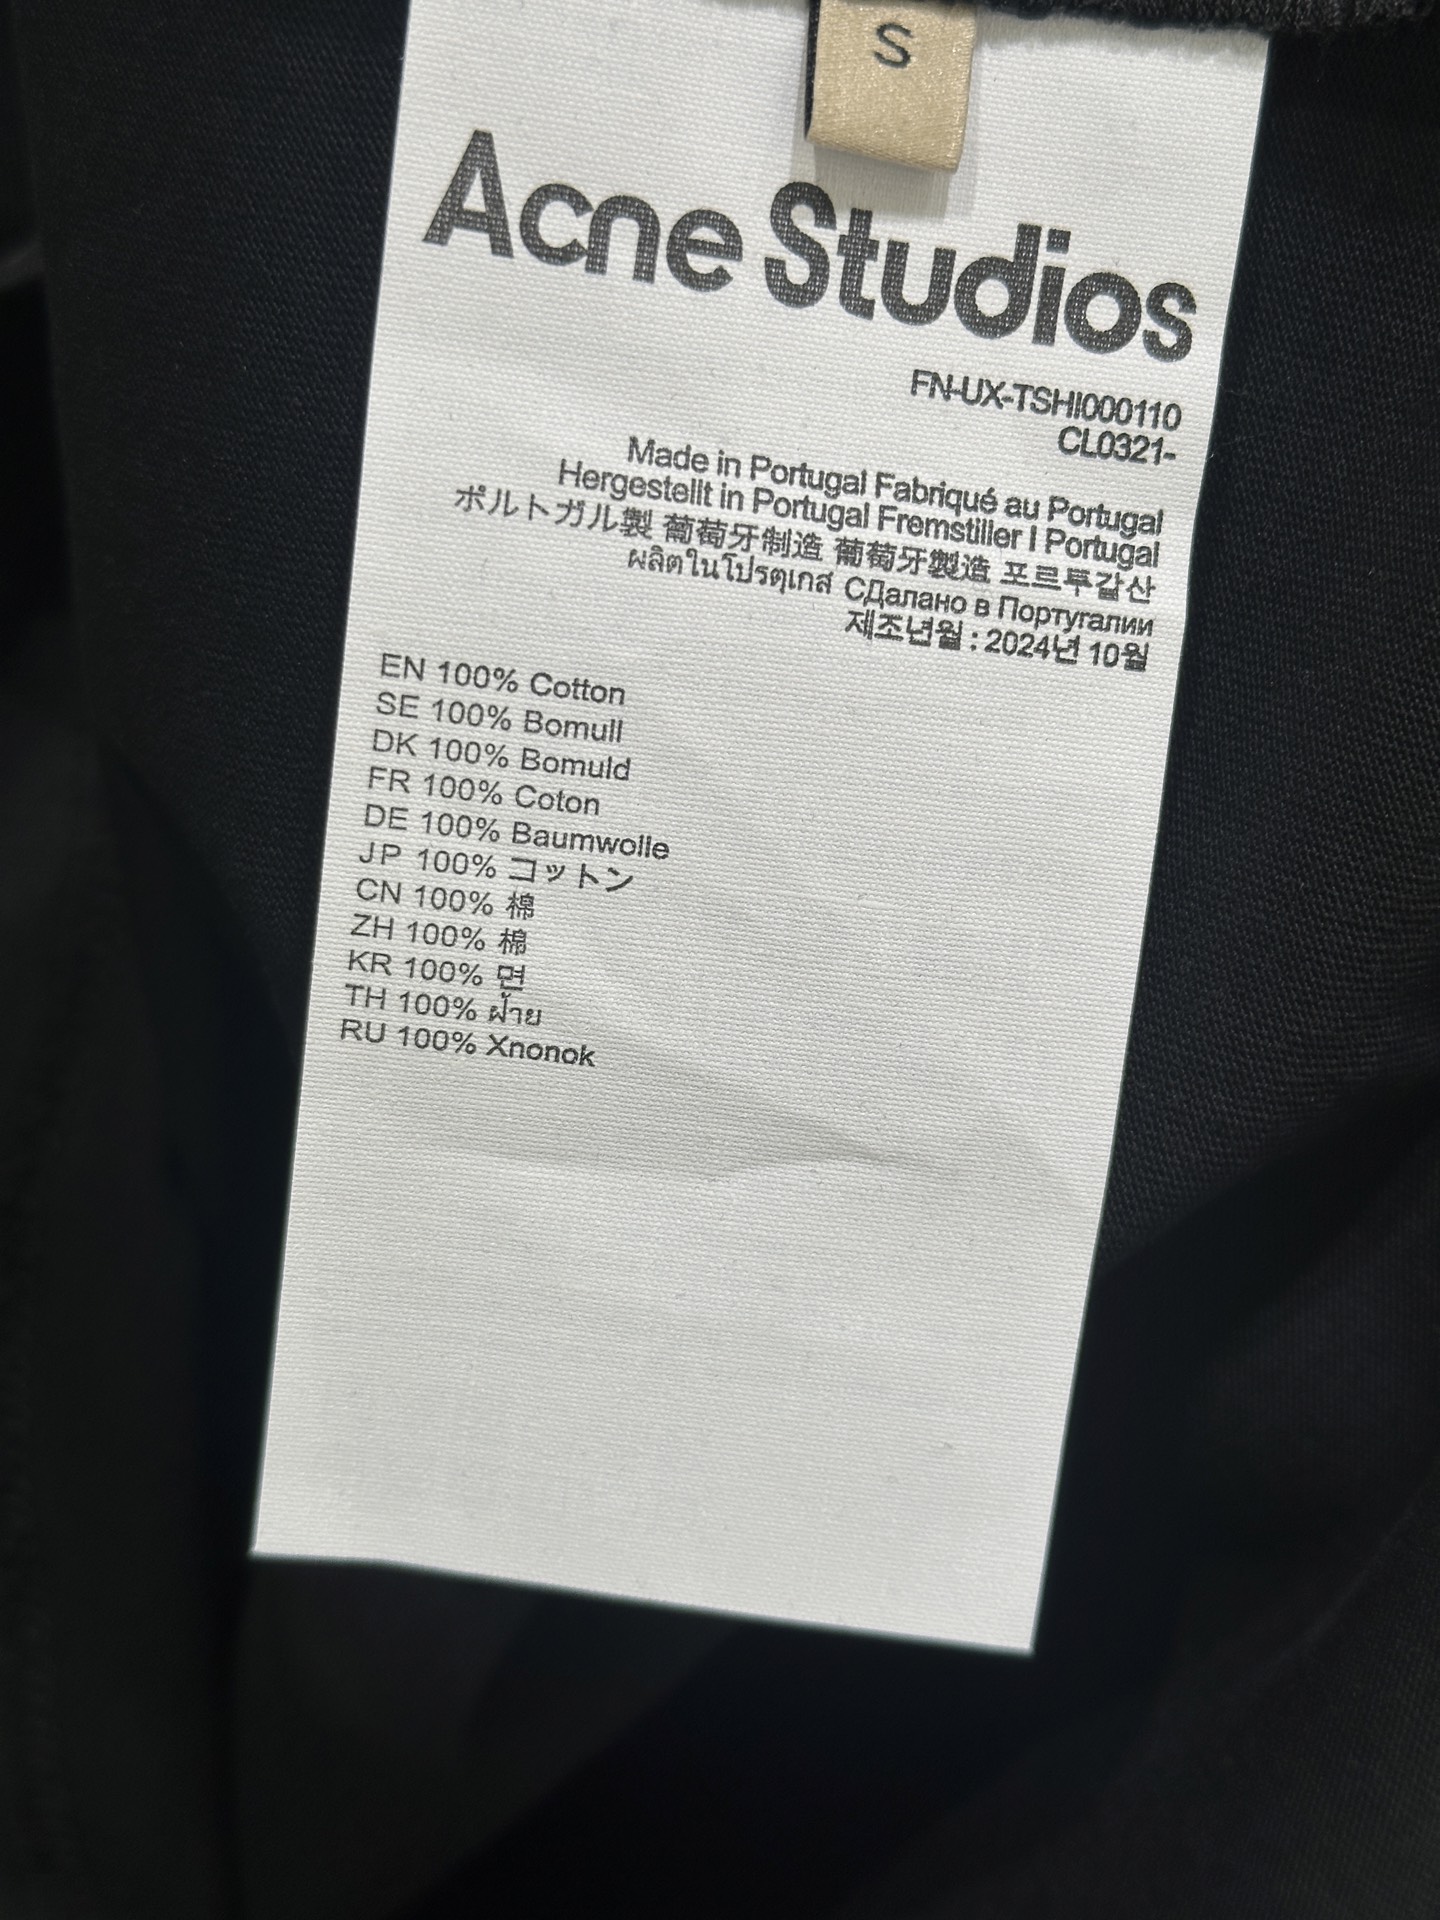 S
Acne Studios
FN-UX-TSHI000110
CL0321-
Made in Portugal Fabriqué au Portugal
Hergestellt in Portugal Fremstiller I Portugal
ポルトガル製 葡萄牙制造 葡萄牙製造 포르투갈산
ผลิตในโปรตุเกส СДалано в Португалии
제조년월 : 2024년 10월
EN 100% Cotton
SE 100% Bomull
DK 100% Bomuld
FR 100% Coton
DE 100% Baumwolle
JP 100% コットン
CN 100% 棉
ZH 100% 棉
KR 100% 면
TH 100% ฝ้าย
RU 100% Xnonok